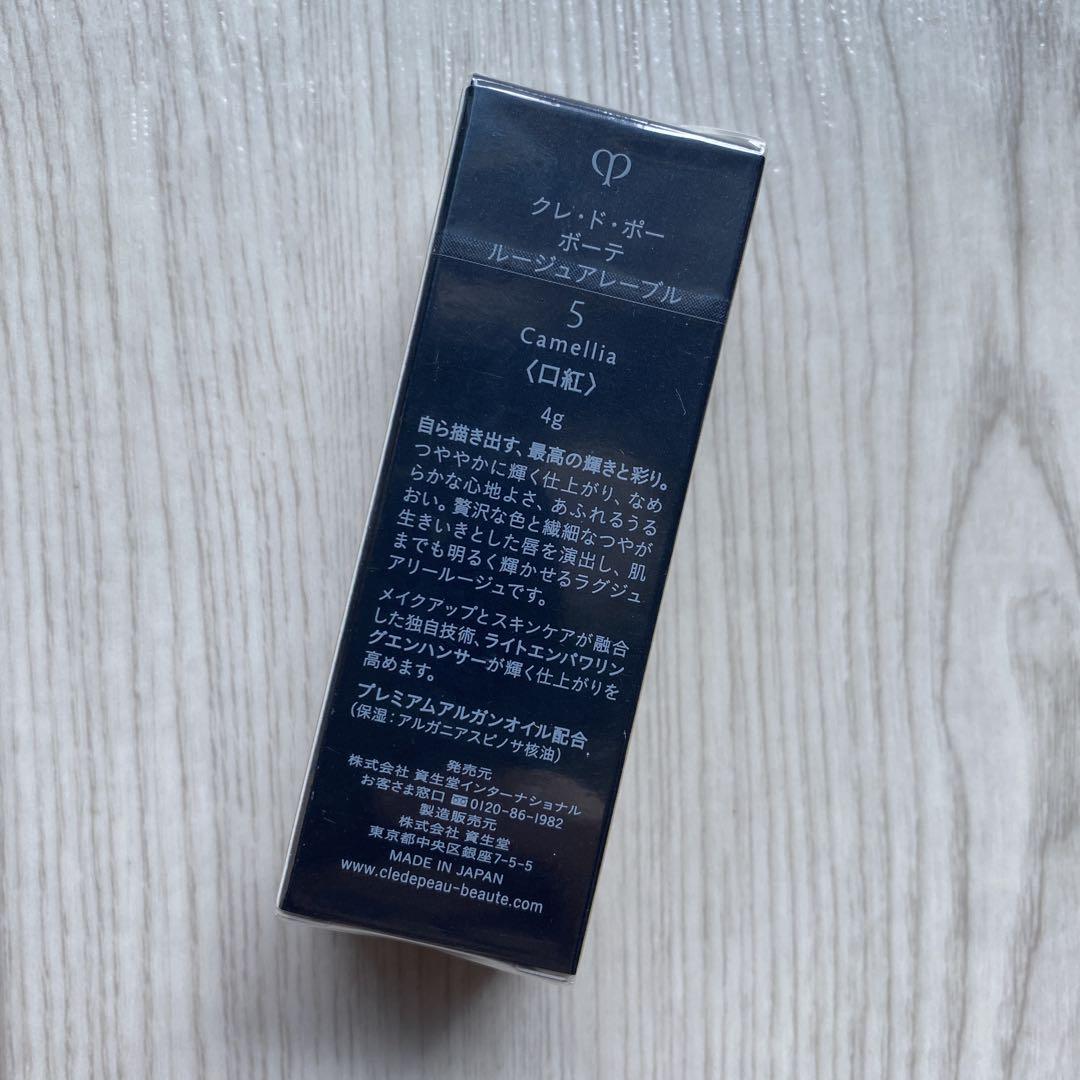 クレ・ド・ポー
ボーテ
ルージュアレーブル
5
Camellia
〈口紅〉
4g
自ら描き出す、最高の輝きと彩り。
つややかに輝く仕上がり、なめ
らかな心地よさ、あふれるうる
おい。贅沢な色と繊細なつやが
生きいきとした唇を演出し、肌
までも明るく輝かせるラグジュ
アリールージュです。
メイクアップとスキンケアが融合
した独自技術、ライトエンパワリン
グエンハンサーが輝く仕上がりを
高めます。
プレミアムアルガンオイル配合
(保湿：アルガニアスピノサ核油)
発売元
株式会社 資生堂インターナショナル
お客さま窓口 0120-86-1982
製造販売元
株式会社 資生堂
東京都中央区銀座7-5-5
MADE IN JAPAN
www.cledepeau-beaute.com